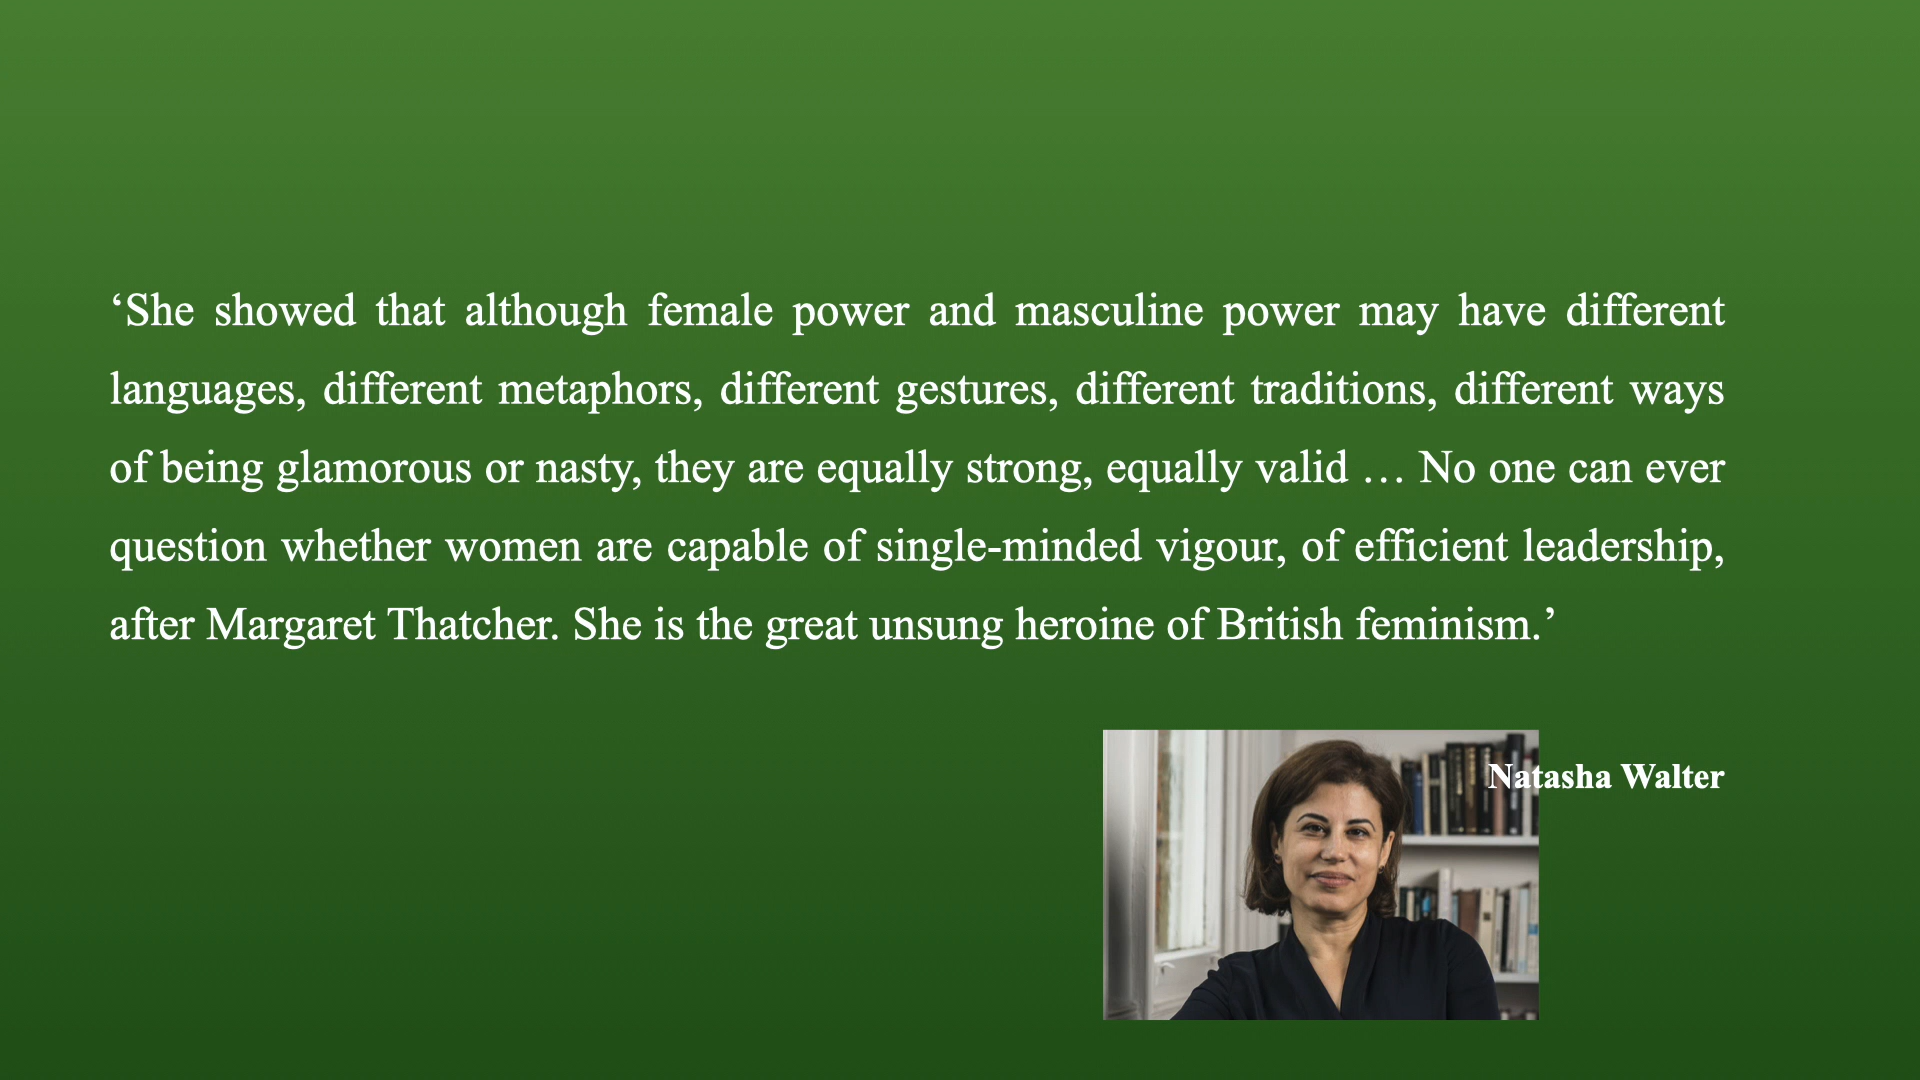 ‘She showed that although female power and masculine power may have different
languages, different metaphors, different gestures, different traditions, different ways
of being glamorous or nasty, they are equally strong, equally valid … No one can ever
question whether women are capable of single-minded vigour, of efficient leadership,
after Margaret Thatcher. She is the great unsung heroine of British feminism.’
Natasha Walter